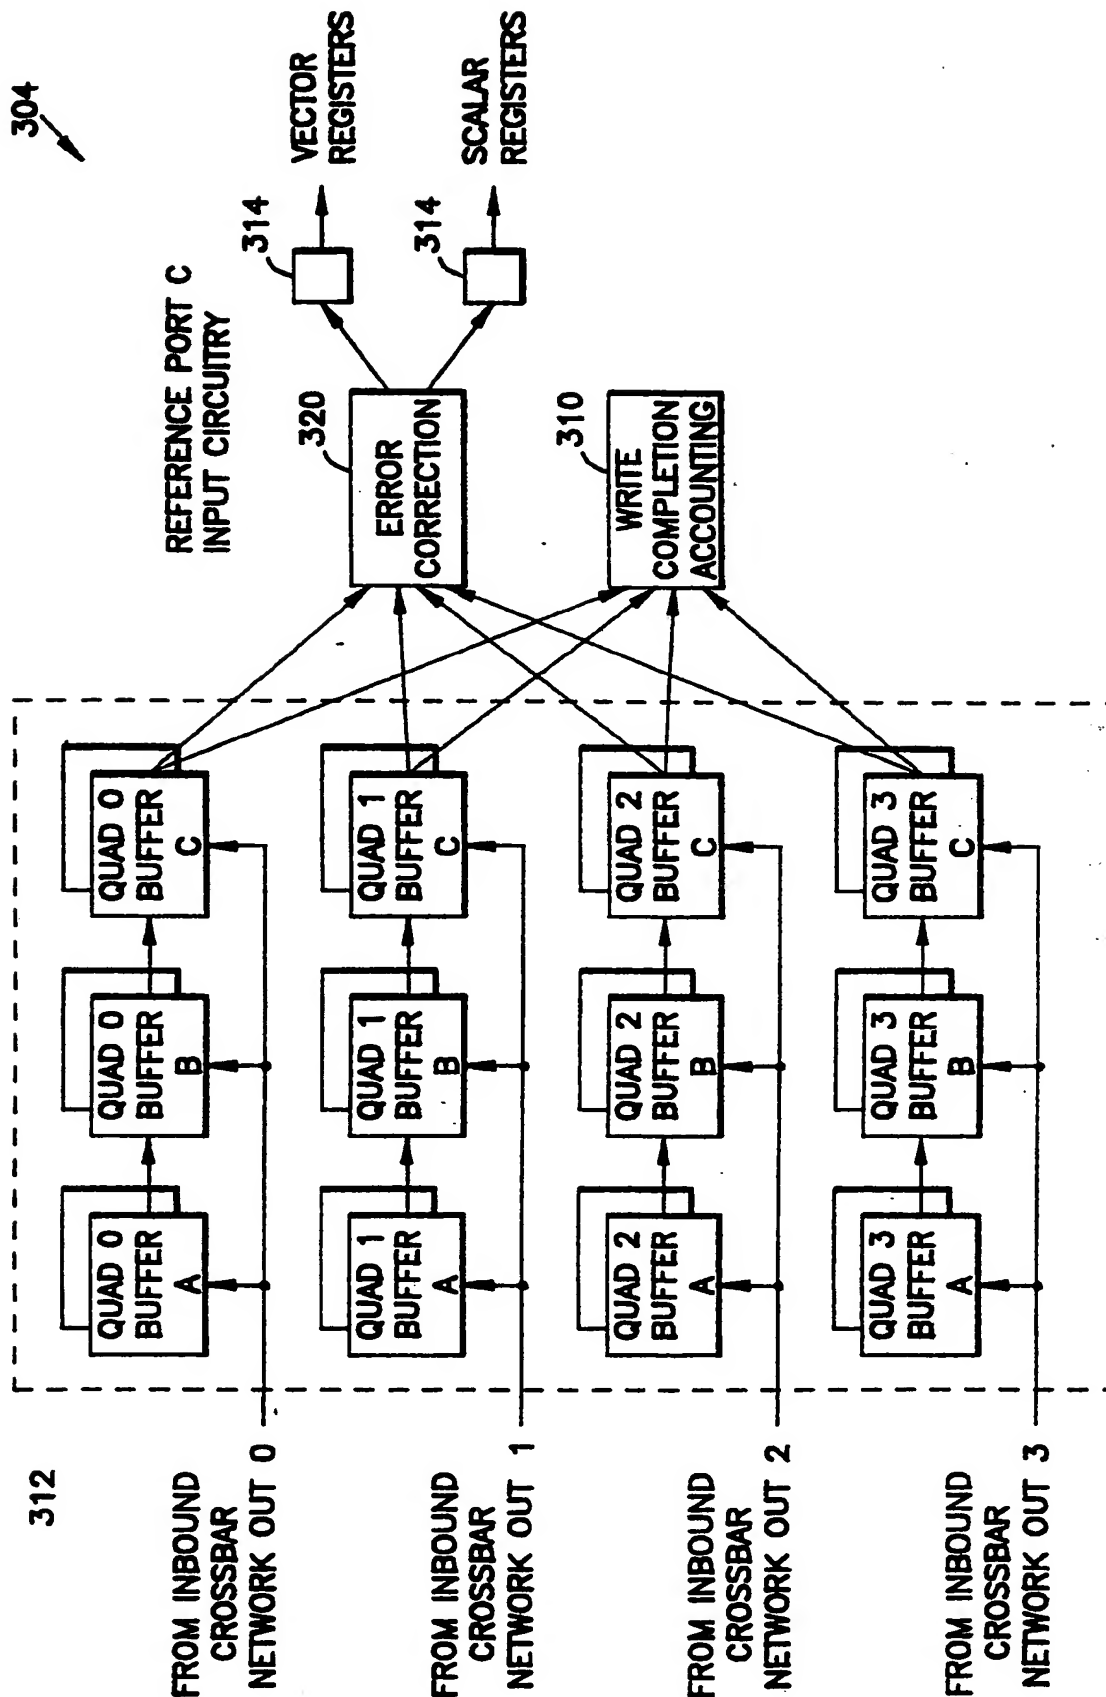 304
REFERENCE PORT C
INPUT CIRCUITRY
312
FROM INBOUND
CROSSBAR
NETWORK OUT 0
QUAD 0
BUFFER
A
QUAD 0
BUFFER
B
QUAD 0
BUFFER
C
FROM INBOUND
CROSSBAR
NETWORK OUT 1
QUAD 1
BUFFER
A
QUAD 1
BUFFER
B
QUAD 1
BUFFER
C
FROM INBOUND
CROSSBAR
NETWORK OUT 2
QUAD 2
BUFFER
A
QUAD 2
BUFFER
B
QUAD 2
BUFFER
C
FROM INBOUND
CROSSBAR
NETWORK OUT 3
QUAD 3
BUFFER
A
QUAD 3
BUFFER
B
QUAD 3
BUFFER
C
320
ERROR
CORRECTION
310
WRITE
COMPLETION
ACCOUNTING
314
VECTOR
REGISTERS
314
SCALAR
REGISTERS